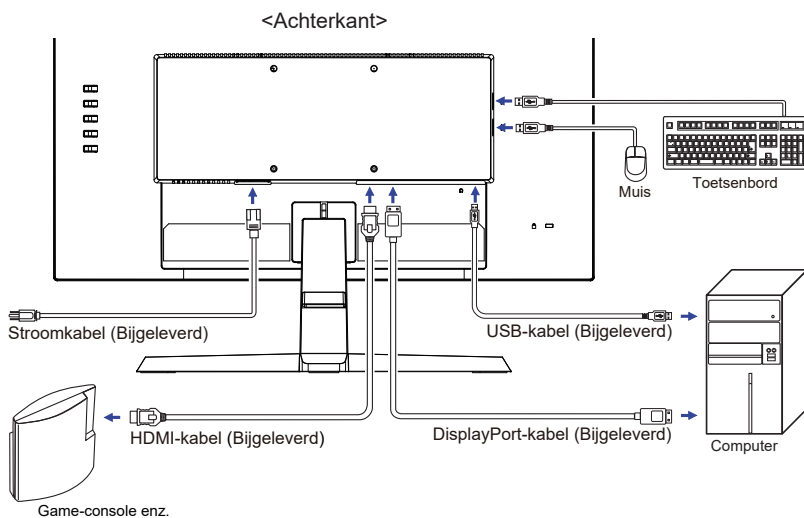 <Achterkant>
Muis
Toetsenbord
Stroomkabel (Bijgeleverd)
USB-kabel (Bijgeleverd)
HDMI-kabel (Bijgeleverd)
DisplayPort-kabel (Bijgeleverd)
Computer
Game-console enz.